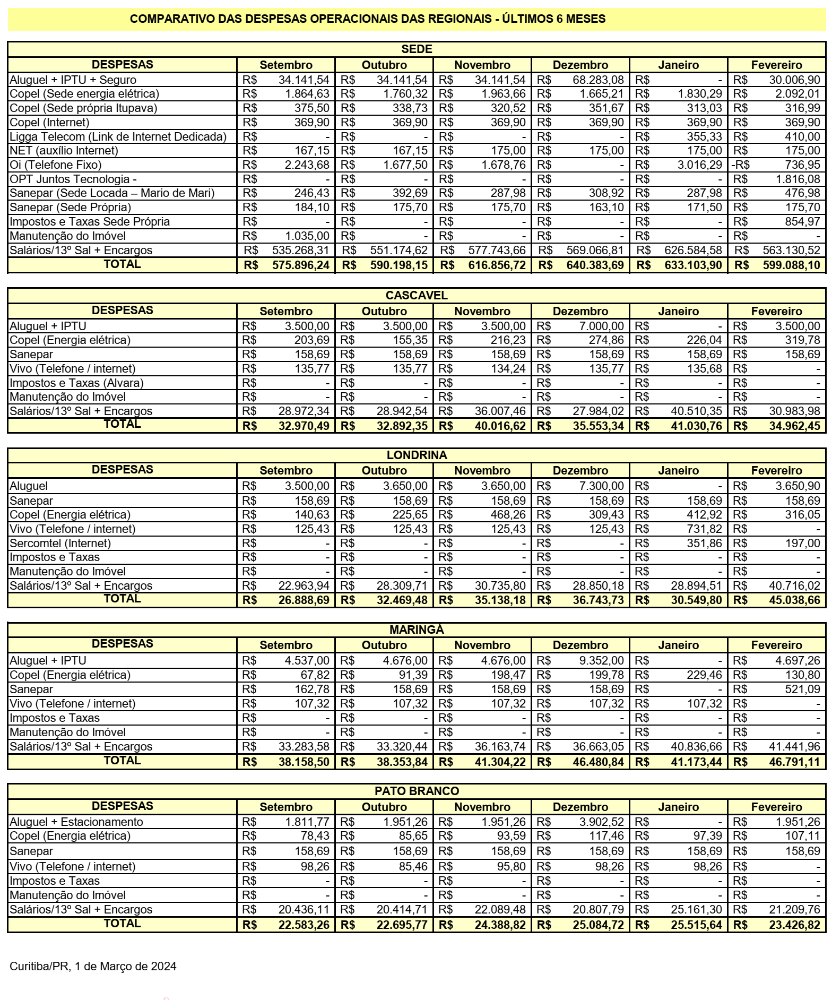 COMPARATIVO DAS DESPESAS OPERACIONAIS DAS REGIONAIS - ÚLTIMOS 6 MESES
SEDE
DESPESAS Setembro Outubro Novembro Dezembro Janeiro Fevereiro
Aluguel + IPTU + Seguro R$ 34.141,54 R$ 34.141,54 R$ 34.141,54 R$ 68.283,08 R$ - R$ 30.006,90
Copel (Sede energia elétrica) R$ 1.864,63 R$ 1.760,32 R$ 1.963,66 R$ 1.665,21 R$ 1.830,29 R$ 2.092,01
Copel (Sede própria Itupava) R$ 375,50 R$ 338,73 R$ 320,52 R$ 351,67 R$ 313,03 R$ 316,99
Copel (Internet) R$ 369,90 R$ 369,90 R$ 369,90 R$ 369,90 R$ 369,90 R$ 369,90
Ligga Telecom (Link de Internet Dedicada) R$ - R$ - R$ - R$ - R$ 355,33 R$ 410,00
NET (auxílio Internet) R$ 167,15 R$ 167,15 R$ 175,00 R$ 175,00 R$ 175,00 R$ 175,00
Oi (Telefone Fixo) R$ 2.243,68 R$ 1.677,50 R$ 1.678,76 R$ - R$ 3.016,29 -R$ 736,95
OPT Juntos Tecnologia - R$ - R$ - R$ - R$ - R$ - R$ 1.816,08
Sanepar (Sede Locada – Mario de Mari) R$ 246,43 R$ 392,69 R$ 287,98 R$ 308,92 R$ 287,98 R$ 476,98
Sanepar (Sede Própria) R$ 184,10 R$ 175,70 R$ 175,70 R$ 163,10 R$ 171,50 R$ 175,70
Impostos e Taxas Sede Própria R$ - R$ - R$ - R$ - R$ - R$ 854,97
Manutenção do Imóvel R$ 1.035,00 R$ - R$ - R$ - R$ - R$ -
Salários/13º Sal + Encargos R$ 535.268,31 R$ 551.174,62 R$ 577.743,66 R$ 569.066,81 R$ 626.584,58 R$ 563.130,52
TOTAL R$ 575.896,24 R$ 590.198,15 R$ 616.856,72 R$ 640.383,69 R$ 633.103,90 R$ 599.088,10
CASCAVEL
DESPESAS Setembro Outubro Novembro Dezembro Janeiro Fevereiro
Aluguel + IPTU R$ 3.500,00 R$ 3.500,00 R$ 3.500,00 R$ 7.000,00 R$ - R$ 3.500,00
Copel (Energia elétrica) R$ 203,69 R$ 155,35 R$ 216,23 R$ 274,86 R$ 226,04 R$ 319,78
Sanepar R$ 158,69 R$ 158,69 R$ 158,69 R$ 158,69 R$ 158,69 R$ 158,69
Vivo (Telefone / internet) R$ 135,77 R$ 135,77 R$ 134,24 R$ 135,77 R$ 135,68 R$ -
Impostos e Taxas (Alvara) R$ - R$ - R$ - R$ - R$ - R$ -
Manutenção do Imóvel R$ - R$ - R$ - R$ - R$ - R$ -
Salários/13º Sal + Encargos R$ 28.972,34 R$ 28.942,54 R$ 36.007,46 R$ 27.984,02 R$ 40.510,35 R$ 30.983,98
TOTAL R$ 32.970,49 R$ 32.892,35 R$ 40.016,62 R$ 35.553,34 R$ 41.030,76 R$ 34.962,45
LONDRINA
DESPESAS Setembro Outubro Novembro Dezembro Janeiro Fevereiro
Aluguel R$ 3.500,00 R$ 3.650,00 R$ 3.650,00 R$ 7.300,00 R$ - R$ 3.650,90
Sanepar R$ 158,69 R$ 158,69 R$ 158,69 R$ 158,69 R$ 158,69 R$ 158,69
Copel (Energia elétrica) R$ 140,63 R$ 225,65 R$ 468,26 R$ 309,43 R$ 412,92 R$ 316,05
Vivo (Telefone / internet) R$ 125,43 R$ 125,43 R$ 125,43 R$ 125,43 R$ 731,82 R$ -
Sercomtel (Internet) R$ - R$ - R$ - R$ - R$ 351,86 R$ 197,00
Impostos e Taxas R$ - R$ - R$ - R$ - R$ - R$ -
Manutenção do Imóvel R$ - R$ - R$ - R$ - R$ - R$ -
Salários/13º Sal + Encargos R$ 22.963,94 R$ 28.309,71 R$ 30.735,80 R$ 28.850,18 R$ 28.894,51 R$ 40.716,02
TOTAL R$ 26.888,69 R$ 32.469,48 R$ 35.138,18 R$ 36.743,73 R$ 30.549,80 R$ 45.038,66
MARINGÁ
DESPESAS Setembro Outubro Novembro Dezembro Janeiro Fevereiro
Aluguel + IPTU R$ 4.537,00 R$ 4.676,00 R$ 4.676,00 R$ 9.352,00 R$ - R$ 4.697,26
Copel (Energia elétrica) R$ 67,82 R$ 91,39 R$ 198,47 R$ 199,78 R$ 229,46 R$ 130,80
Sanepar R$ 162,78 R$ 158,69 R$ 158,69 R$ 158,69 R$ - R$ 521,09
Vivo (Telefone / internet) R$ 107,32 R$ 107,32 R$ 107,32 R$ 107,32 R$ 107,32 R$ -
Impostos e Taxas R$ - R$ - R$ - R$ - R$ - R$ -
Manutenção do Imóvel R$ - R$ - R$ - R$ - R$ - R$ -
Salários/13º Sal + Encargos R$ 33.283,58 R$ 33.320,44 R$ 36.163,74 R$ 36.663,05 R$ 40.836,66 R$ 41.441,96
TOTAL R$ 38.158,50 R$ 38.353,84 R$ 41.304,22 R$ 46.480,84 R$ 41.173,44 R$ 46.791,11
PATO BRANCO
DESPESAS Setembro Outubro Novembro Dezembro Janeiro Fevereiro
Aluguel + Estacionamento R$ 1.811,77 R$ 1.951,26 R$ 1.951,26 R$ 3.902,52 R$ - R$ 1.951,26
Copel (Energia elétrica) R$ 78,43 R$ 85,65 R$ 93,59 R$ 117,46 R$ 97,39 R$ 107,11
Sanepar R$ 158,69 R$ 158,69 R$ 158,69 R$ 158,69 R$ 158,69 R$ 158,69
Vivo (Telefone / internet) R$ 98,26 R$ 85,46 R$ 95,80 R$ 98,26 R$ 98,26 R$ -
Impostos e Taxas R$ - R$ - R$ - R$ - R$ - R$ -
Manutenção do Imóvel R$ - R$ - R$ - R$ - R$ - R$ -
Salários/13º Sal + Encargos R$ 20.436,11 R$ 20.414,71 R$ 22.089,48 R$ 20.807,79 R$ 25.161,30 R$ 21.209,76
TOTAL R$ 22.583,26 R$ 22.695,77 R$ 24.388,82 R$ 25.084,72 R$ 25.515,64 R$ 23.426,82
Curitiba/PR, 1 de Março de 2024